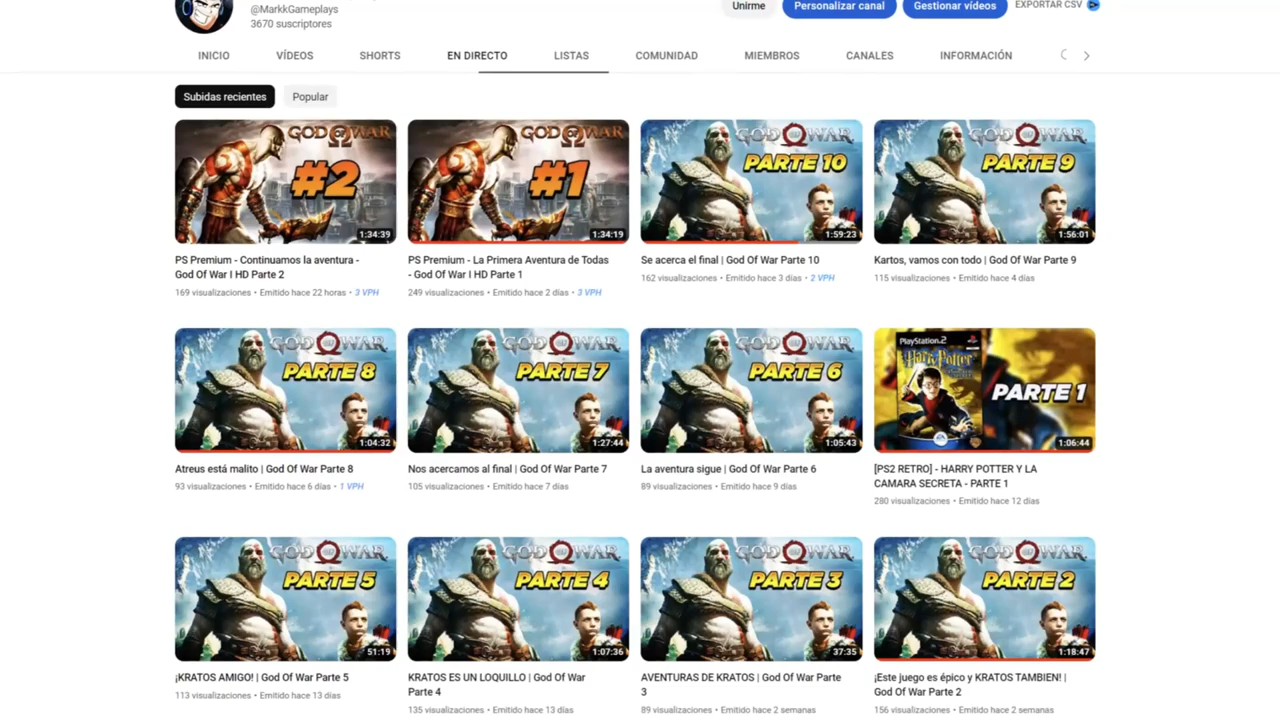 @MarkkGameplays
3670 suscriptores
Unirme
Personalizar canal
Gestionar vídeos
EXPORTAR CSV
INICIO
VÍDEOS
SHORTS
EN DIRECTO
LISTAS
COMUNIDAD
MIEMBROS
CANALES
INFORMACIÓN
Subidas recientes
Popular
GOD OF WAR
#2
1:34:39
GOD OF WAR
#1
1:34:19
GOD OF WAR
PARTE 10
1:59:23
GOD OF WAR
PARTE 9
1:56:01
PS Premium - Continuamos la aventura -
God Of War I HD Parte 2
169 visualizaciones • Emitido hace 22 horas • 3 VPH
PS Premium - La Primera Aventura de Todas
- God Of War I HD Parte 1
249 visualizaciones • Emitido hace 2 días • 3 VPH
Se acerca el final | God Of War Parte 10
162 visualizaciones • Emitido hace 3 días • 2 VPH
Kartos, vamos con todo | God Of War Parte 9
115 visualizaciones • Emitido hace 4 días
GOD OF WAR
PARTE 8
1:04:32
GOD OF WAR
PARTE 7
1:27:44
GOD OF WAR
PARTE 6
1:05:43
PlayStation.2
Harry Potter
EA
PARTE 1
1:06:44
Atreus está malito | God Of War Parte 8
93 visualizaciones • Emitido hace 6 días • 1 VPH
Nos acercamos al final | God Of War Parte 7
105 visualizaciones • Emitido hace 7 días
La aventura sigue | God Of War Parte 6
89 visualizaciones • Emitido hace 9 días
[PS2 RETRO] - HARRY POTTER Y LA
CAMARA SECRETA - PARTE 1
280 visualizaciones • Emitido hace 12 días
GOD OF WAR
PARTE 5
51:19
GOD OF WAR
PARTE 4
1:07:36
GOD OF WAR
PARTE 3
37:35
GOD OF WAR
PARTE 2
1:18:47
¡KRATOS AMIGO! | God Of War Parte 5
113 visualizaciones • Emitido hace 13 días
KRATOS ES UN LOQUILLO | God Of War
Parte 4
135 visualizaciones • Emitido hace 13 días
AVENTURAS DE KRATOS | God Of War Parte
3
89 visualizaciones • Emitido hace 2 semanas
¡Este juego es épico y KRATOS TAMBIEN! |
God Of War Parte 2
156 visualizaciones • Emitido hace 2 semanas